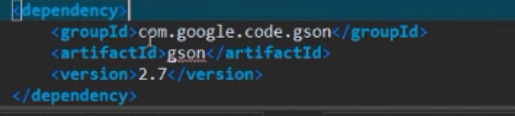 <dependency>
<groupId>com.google.code.gson</groupId>
<artifactId>gson</artifactId>
<version>2.7</version>
</dependency>